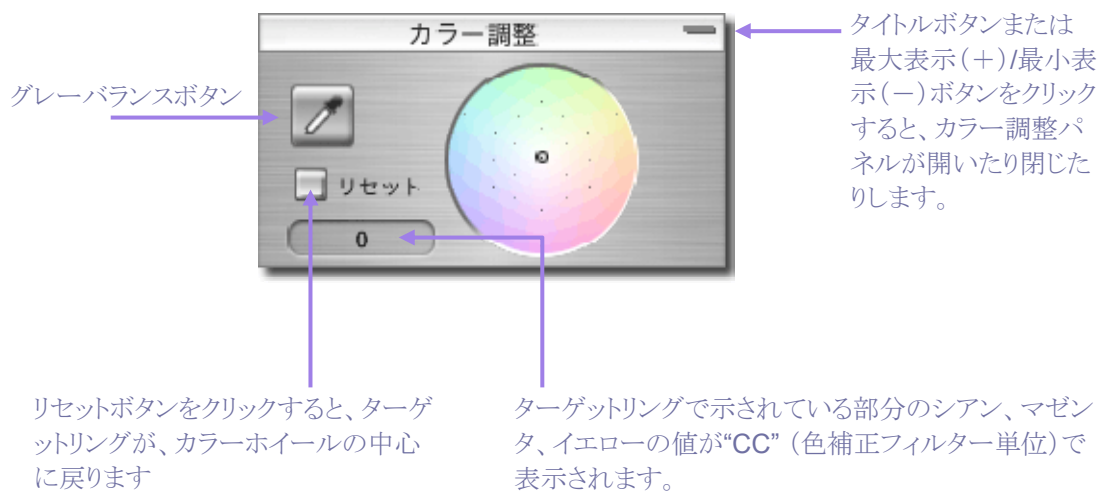 カラー調整
グレーバランスボタン
リセット
0
タイトルボタンまたは
最大表示(+)/最小表
示(-)ボタンをクリック
すると、カラー調整パ
ネルが開いたり閉じた
りします。
リセットボタンをクリックすると、ターゲ
ットリングが、カラーホイールの中心
に戻ります
ターゲットリングで示されている部分のシアン、マゼン
タ、イエローの値が“CC” (色補正フィルター単位)で
表示されます。